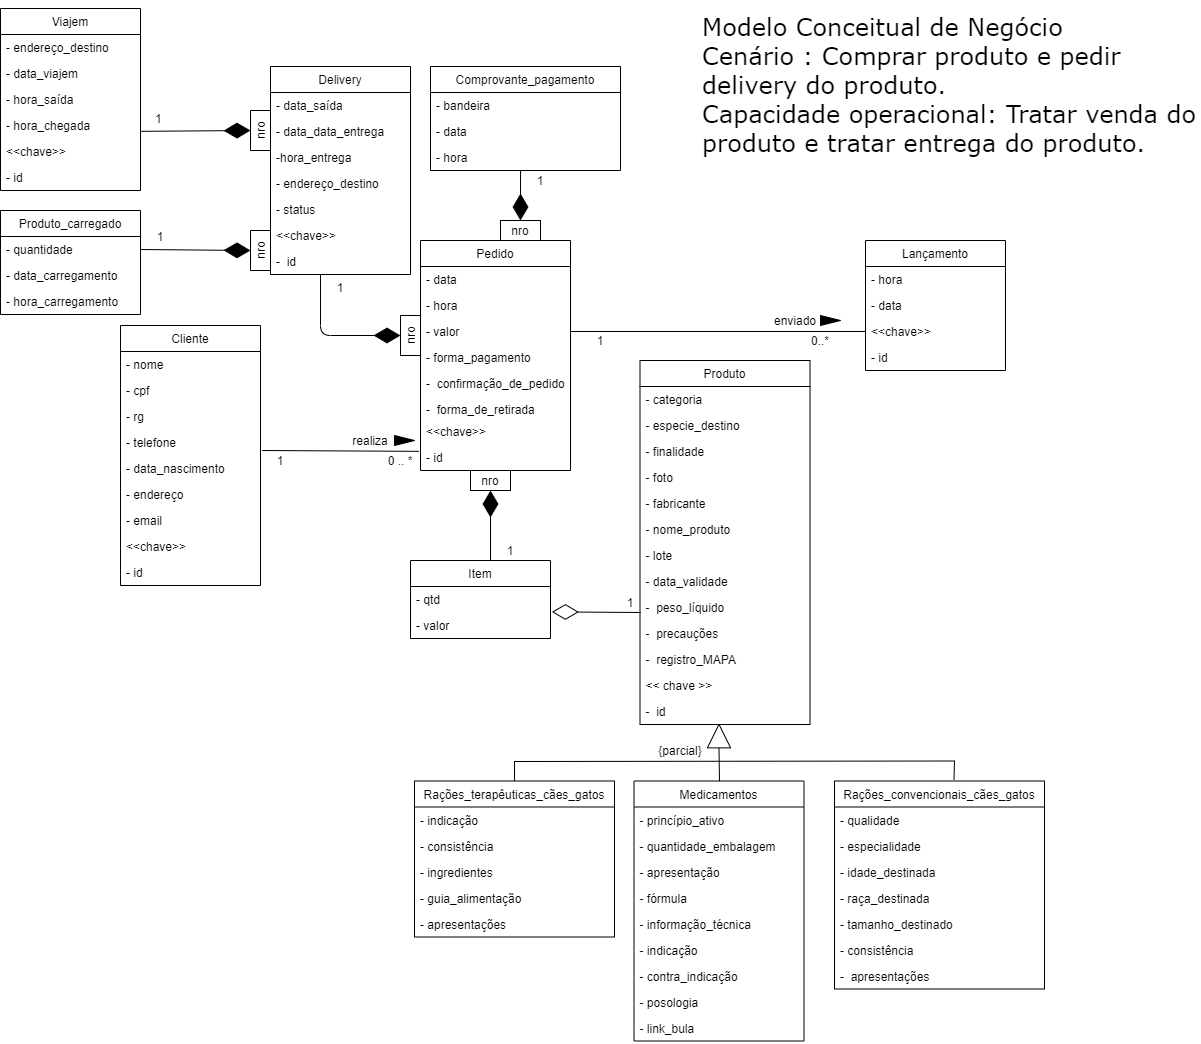 Modelo Conceitual de Negócio
Cenário : Comprar produto e pedir
delivery do produto.
Capacidade operacional: Tratar venda do
produto e tratar entrega do produto.
Viajem
- endereço_destino
- data_viajem
- hora_saída
- hora_chegada
<<chave>>
- id
1
nro
Delivery
- data_saída
- data_data_entrega
-hora_entrega
- endereço_destino
- status
<<chave>>
- id
Comprovante_pagamento
- bandeira
- data
- hora
1
nro
Produto_carregado
- quantidade
- data_carregamento
- hora_carregamento
1
nro
1
nro
Pedido
- data
- hora
- valor
- forma_pagamento
- confirmação_de_pedido
- forma_de_retirada
<<chave>>
- id
enviado
1
0..*
Lançamento
- hora
- data
<<chave>>
- id
Cliente
- nome
- cpf
- rg
- telefone
- data_nascimento
- endereço
- email
<<chave>>
- id
realiza
1
0 .. *
nro
1
Item
- qtd
- valor
1
Produto
- categoria
- especie_destino
- finalidade
- foto
- fabricante
- nome_produto
- lote
- data_validade
- peso_líquido
- precauções
- registro_MAPA
<< chave >>
- id
{parcial}
Rações_terapêuticas_cães_gatos
- indicação
- consistência
- ingredientes
- guia_alimentação
- apresentações
Medicamentos
- princípio_ativo
- quantidade_embalagem
- apresentação
- fórmula
- informação_técnica
- indicação
- contra_indicação
- posologia
- link_bula
Rações_convencionais_cães_gatos
- qualidade
- especialidade
- idade_destinada
- raça_destinada
- tamanho_destinado
- consistência
- apresentações